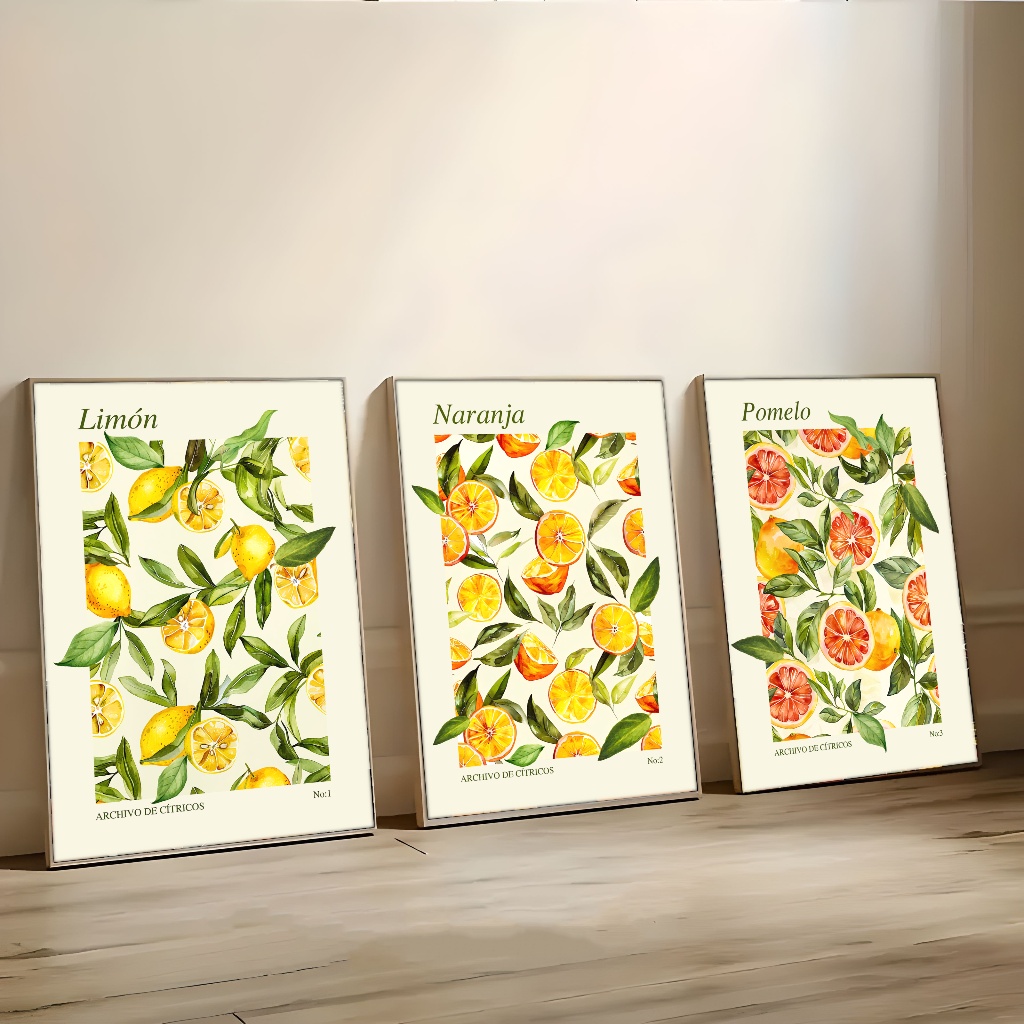 Limón
ARCHIVO DE CÍTRICOS
No:1
Naranja
ARCHIVO DE CÍTRICOS
No:2
Pomelo
ARCHIVO DE CÍTRICOS
No:3